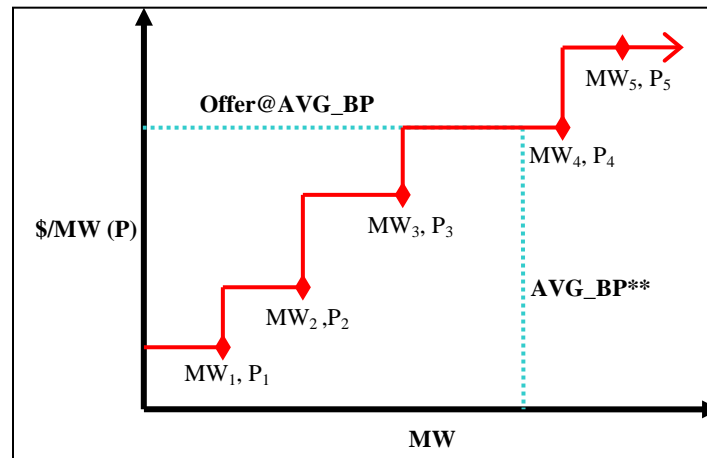 MW₅, P₅
Offer@AVG_BP
MW₄, P₄
$/MW (P)
MW₃, P₃
AVG_BP**
MW₂ ,P₂
MW₁, P₁
MW